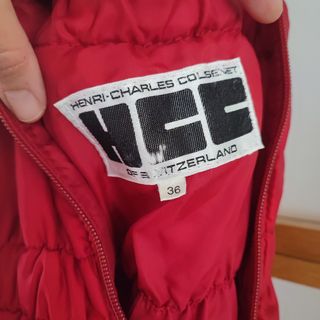 HENRI-CHARLES COLSENET
HCC
OF SWITZERLAND
36